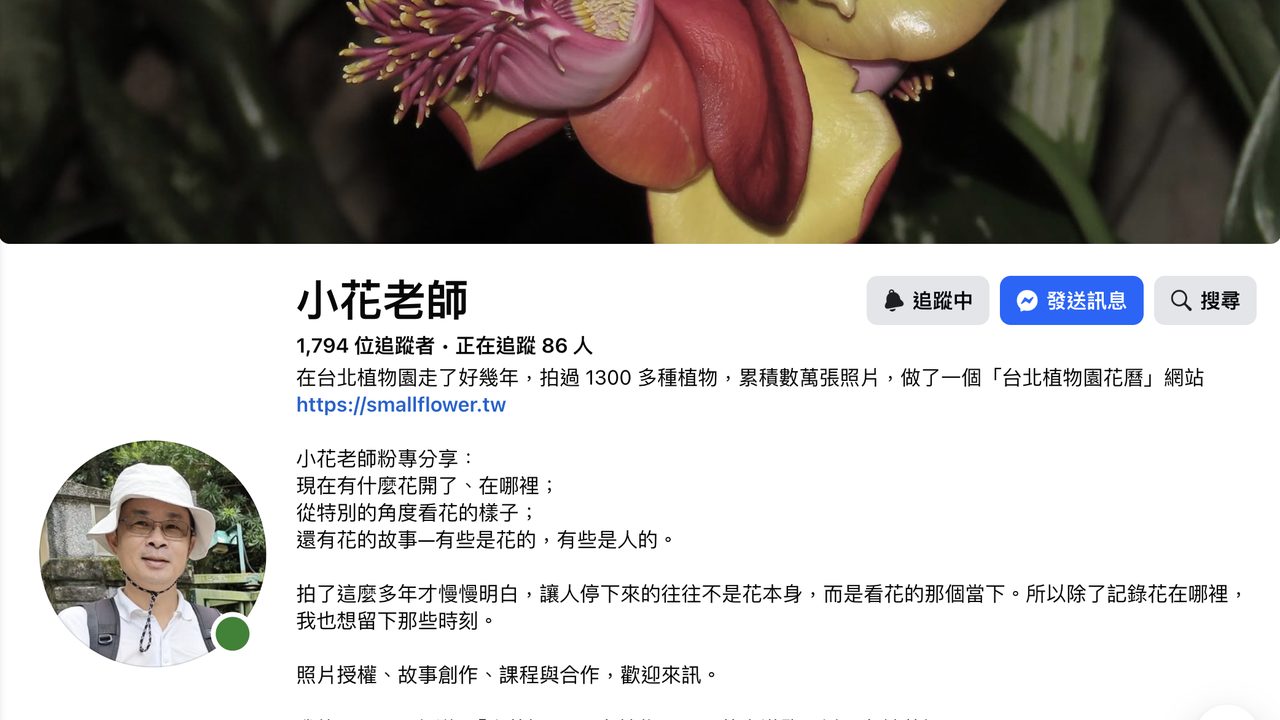 小花老師
追蹤中
發送訊息
搜尋
1,794 位追蹤者・正在追蹤 86 人
在台北植物園走了好幾年，拍過 1300 多種植物，累積數萬張照片，做了一個「台北植物園花曆」網站
https://smallflower.tw
小花老師粉專分享：
現在有什麼花開了、在哪裡；
從特別的角度看花的樣子；
還有花的故事—有些是花的，有些是人的。
拍了這麼多年才慢慢明白，讓人停下來的往往不是花本身，而是看花的那個當下。所以除了記錄花在哪裡，
我也想留下那些時刻。
照片授權、故事創作、課程與合作，歡迎來訊。